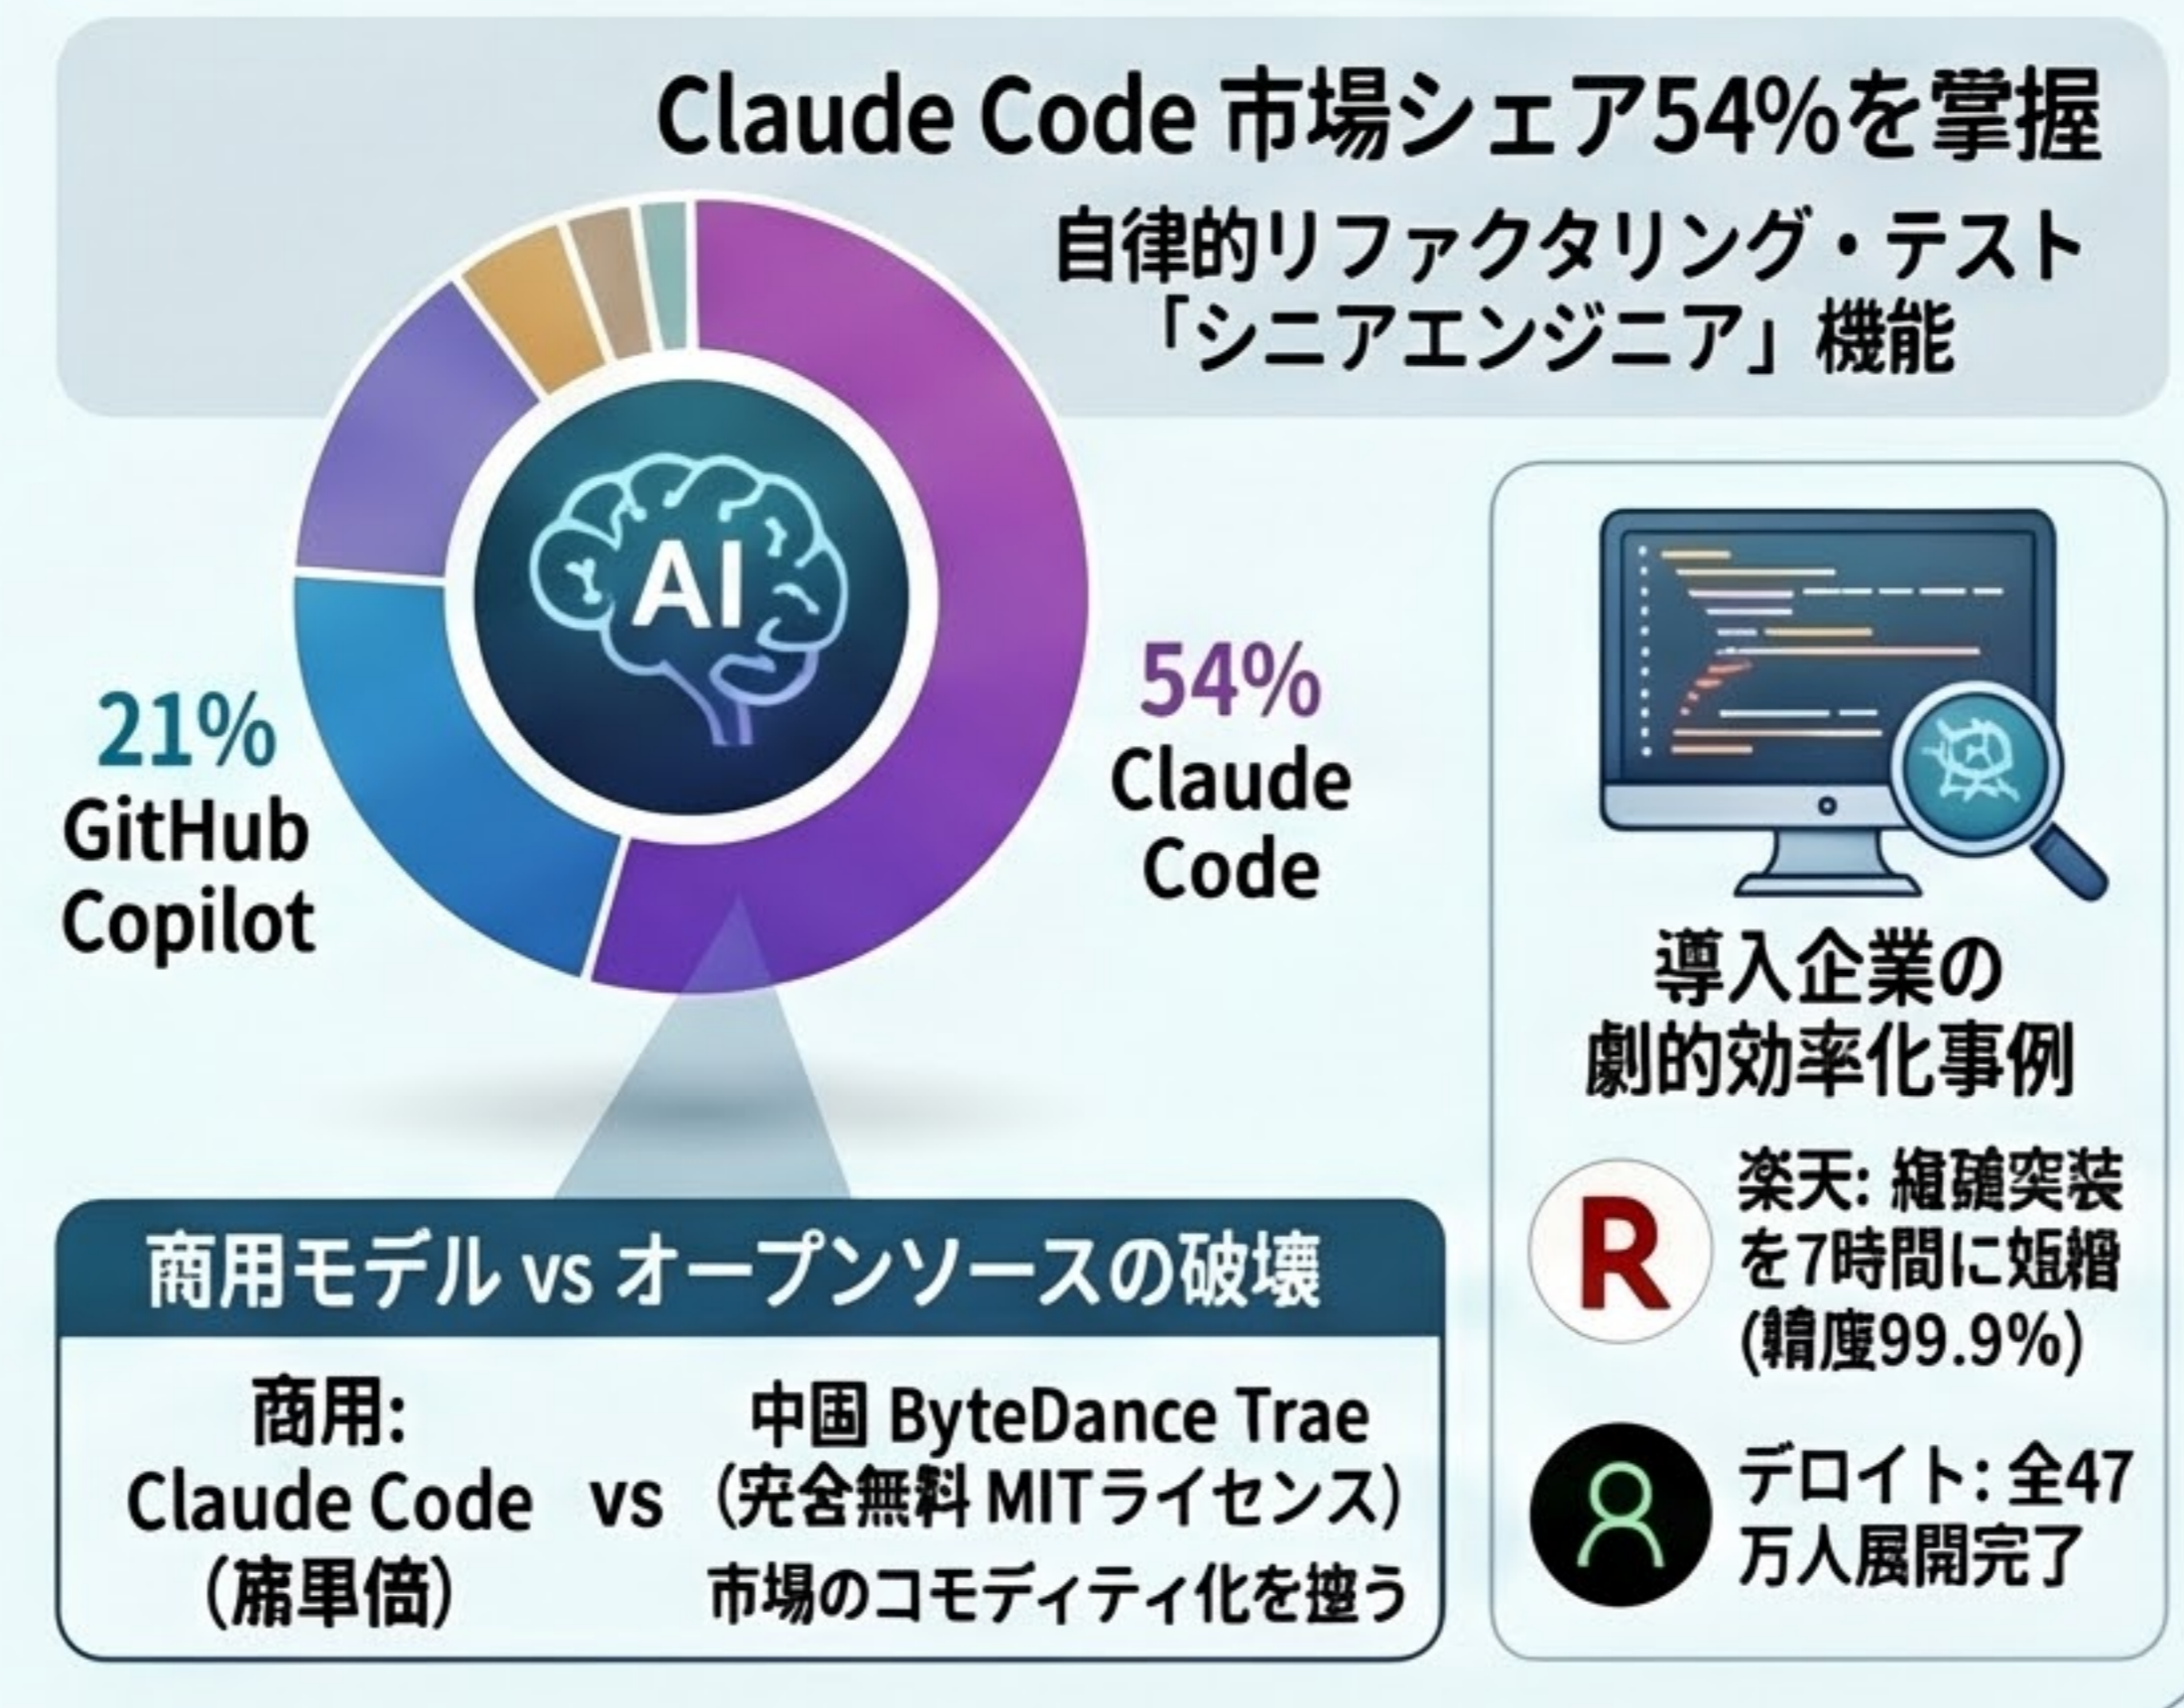 Claude Code 市場シェア54%を掌握
自律的リファクタリング・テスト
「シニアエンジニア」機能
AI
54%
Claude
Code
21%
GitHub
Copilot
商用モデル vs オープンソースの破壊
商用:
Claude Code
vs
中国 ByteDance Trae
(無料 MITライセンス)
市場のコモディティ化を う
導入企業の
劇的効率化事例
R
楽天:
を7時間に
(99.9%)
デロイト: 全47
万人展開完了